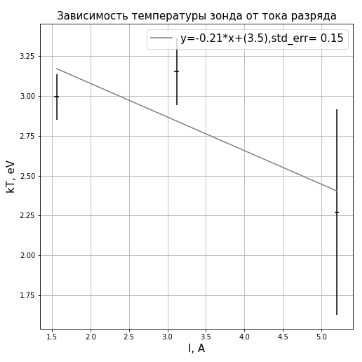 Зависимость температуры зонда от тока разряда
y=-0.21*x+(3.5),std_err= 0.15
kT, eV
3.25
3.00
2.75
2.50
2.25
2.00
1.75
1.5 2.0 2.5 3.0 3.5 4.0 4.5 5.0
I, A